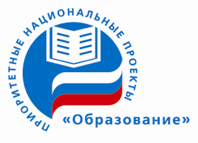 ПРИОРИТЕТНЫЕ НАЦИОНАЛЬНЫЕ ПРОЕКТЫ
«Образование»